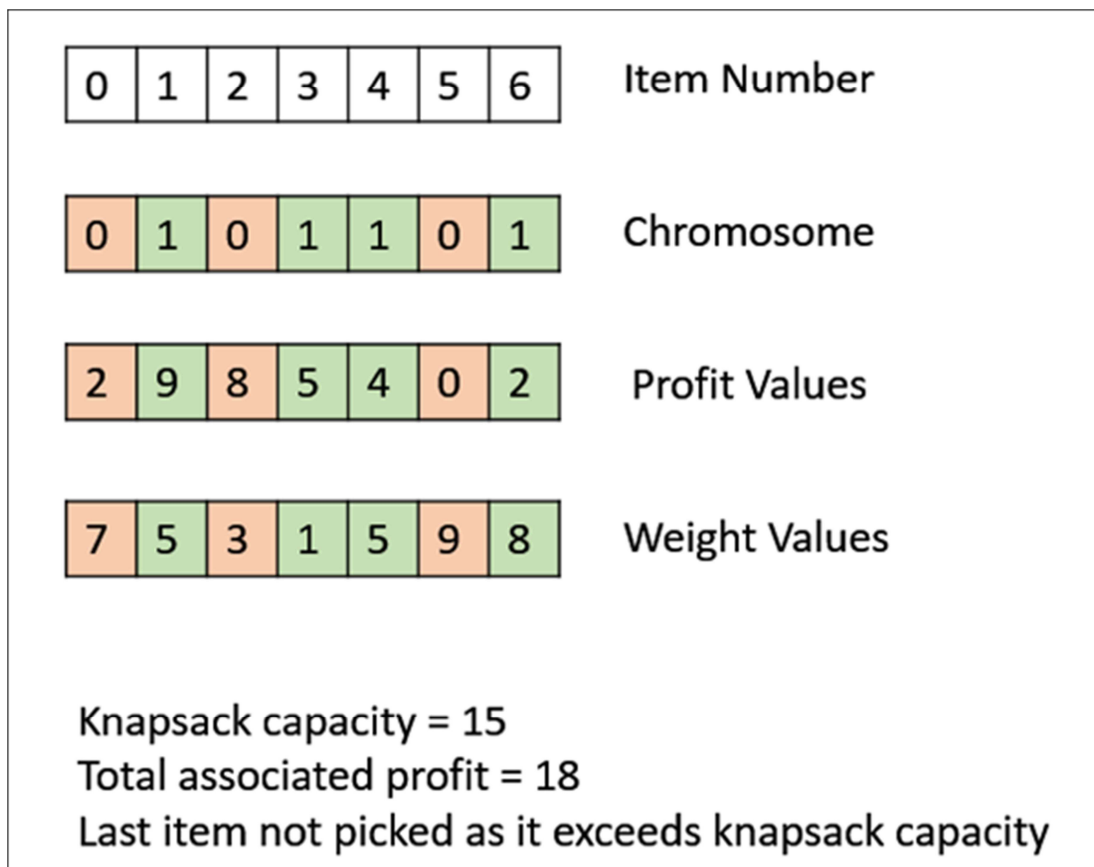 0 1 2 3 4 5 6 Item Number
0 1 0 1 1 0 1 Chromosome
2 9 8 5 4 0 2 Profit Values
7 5 3 1 5 9 8 Weight Values
Knapsack capacity = 15
Total associated profit = 18
Last item not picked as it exceeds knapsack capacity